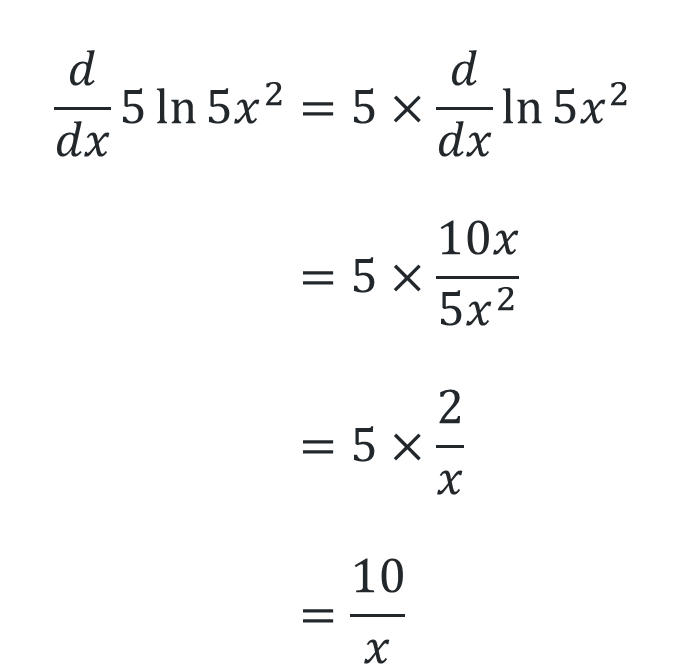 d/dx 5 ln 5x² = 5 × d/dx ln 5x²
= 5 × 10x/5x²
= 5 × 2/x
= 10/x